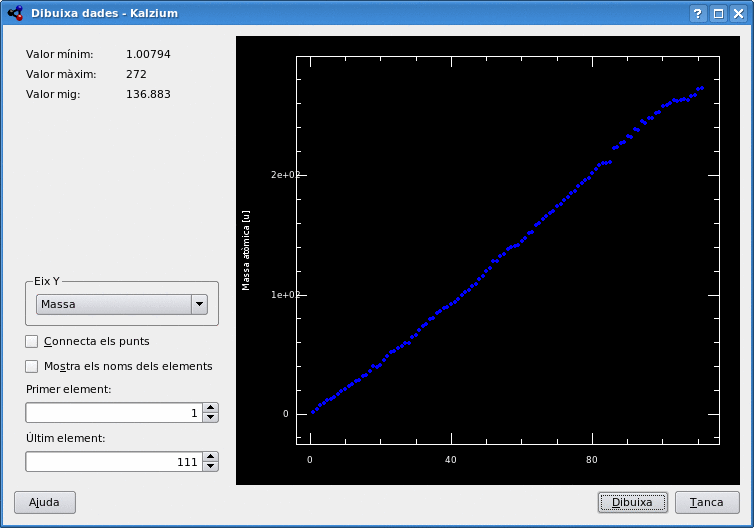 Dibuixa dades - Kalzium
Valor mínim: 1.00794
Valor màxim: 272
Valor mig: 136.883
Eix Y
Massa
Connecta els punts
Mostra els noms dels elements
Primer element:
1
Últim element:
111
Massa atòmica [u]
2e+02
1e+02
0
0 40 80
Ajuda
Dibuixa
Tanca